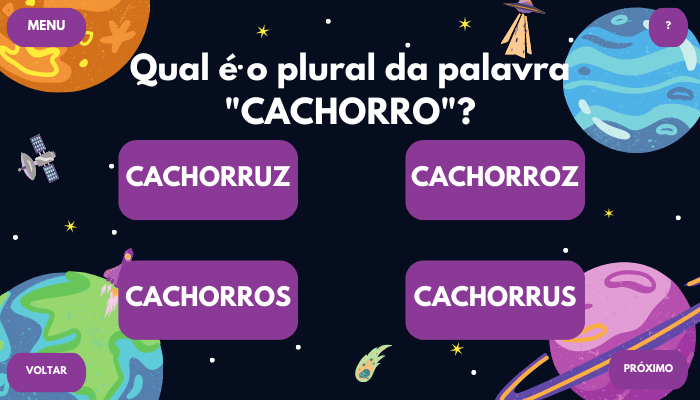 MENU
?
Qual é o plural da palavra
"CACHORRO"?
CACHORRUZ
CACHORROZ
CACHORROS
CACHORRUS
VOLTAR
PRÓXIMO